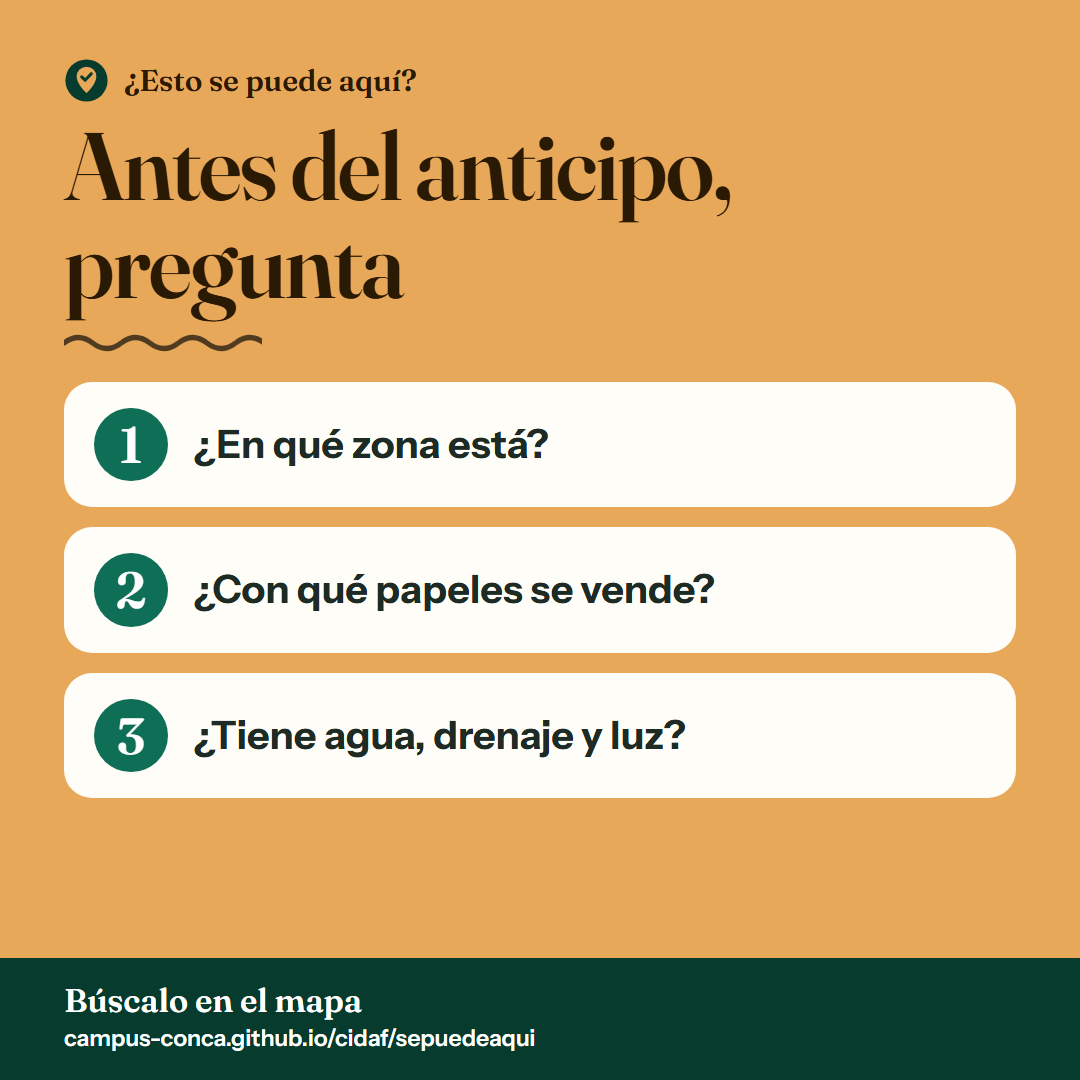 ¿Esto se puede aquí?
Antes del anticipo,
pregunta
1 ¿En qué zona está?
2 ¿Con qué papeles se vende?
3 ¿Tiene agua, drenaje y luz?
Búscalo en el mapa
campus-conca.github.io/cidaf/sepuedeaqui